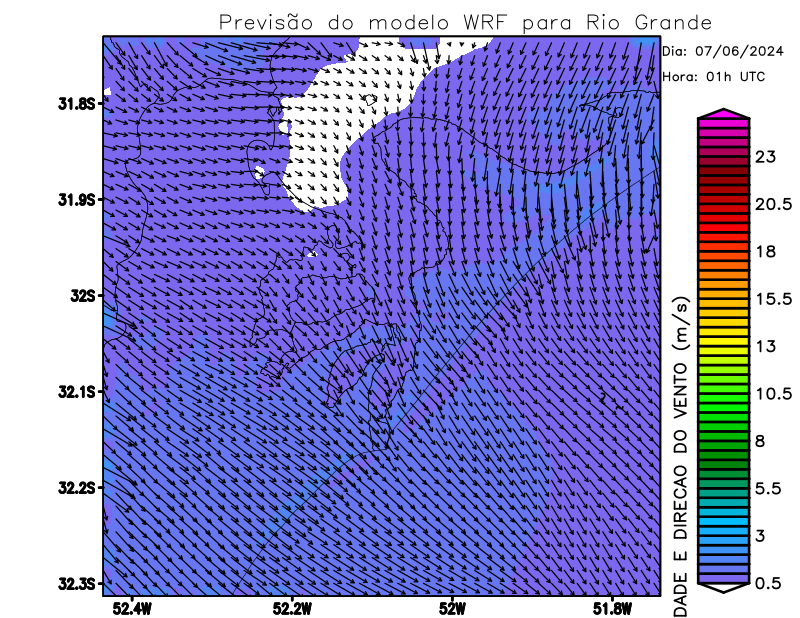 Previsão do modelo WRF para Rio Grande
Dia: 07/06/2024
Hora: 01h UTC
31.8S
31.9S
32S
32.1S
32.2S
32.3S
52.4W
52.2W
52W
51.8W
DADE E DIRECAO DO VENTO (m/s)
23
20.5
18
15.5
13
10.5
8
5.5
3
0.5